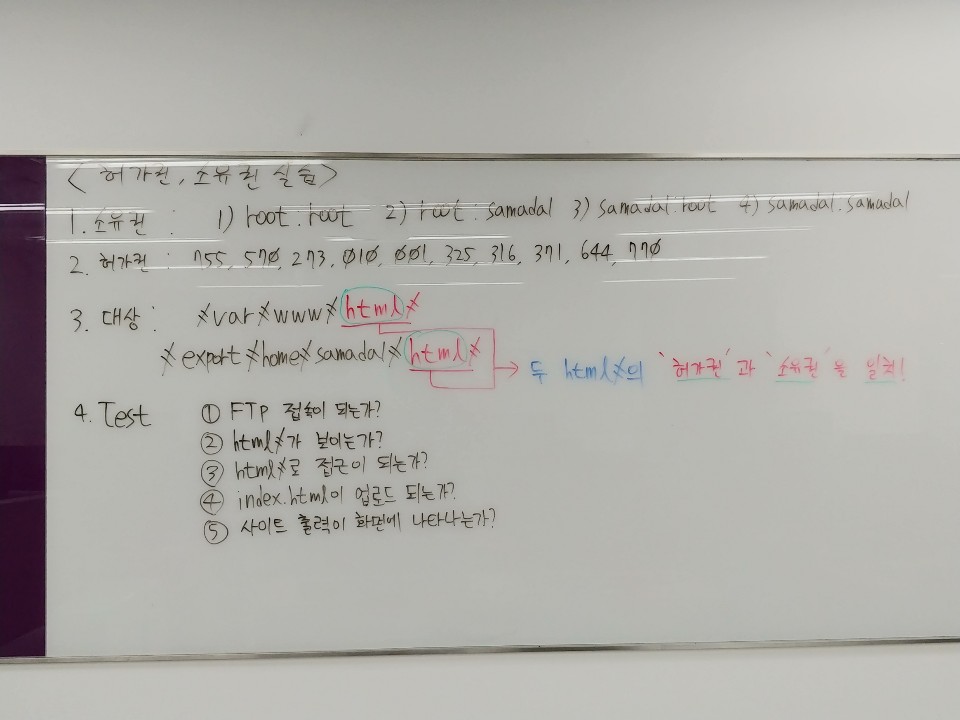 <허가권, 소유권 실습>
1. 소유권 : 1) root.root 2) root.samadal 3) samadal.root 4) samadal.samadal
2. 허가권 : 755, 570, 273, 010, 001, 325, 316, 371, 644, 770
3. 대상 : /var/www/html/
/export/home/samadal/html/
→ 두 html/의 '허가권'과 '소유권'을 일치!
4. Test ① FTP 접속이 되는가?
② html/가 보이는가?
③ html/로 접근이 되는가?
④ index.html이 업로드 되는가?
⑤ 사이트 출력이 화면에 나타나는가?